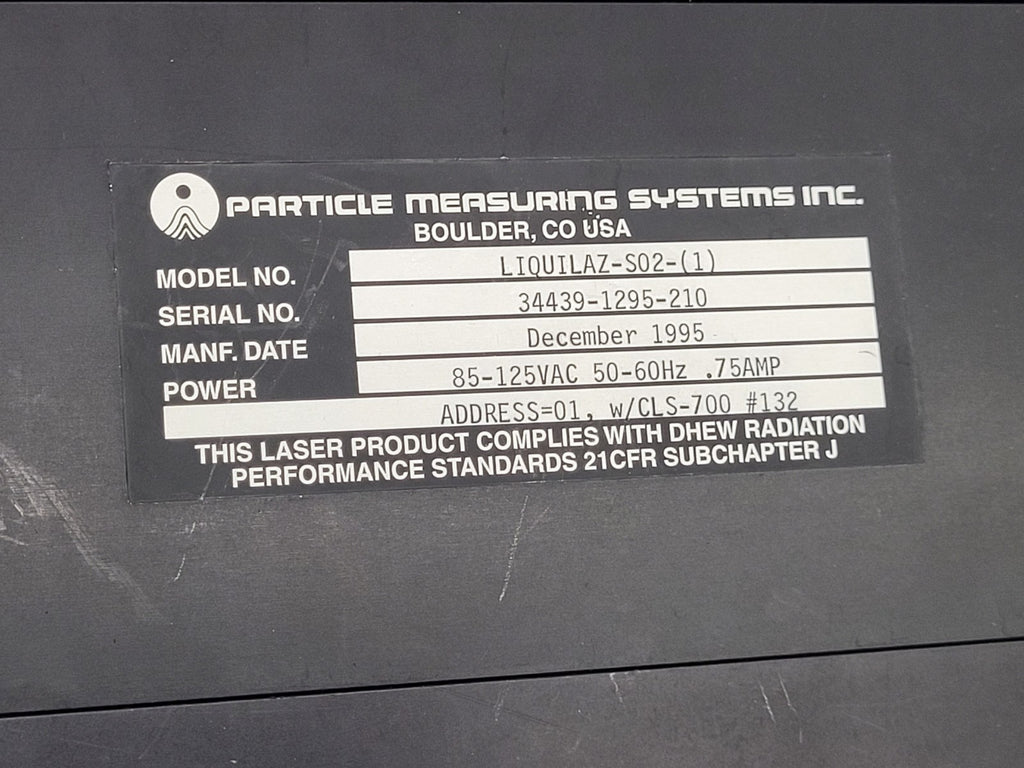 PARTICLE MEASURING SYSTEMS INC.
BOULDER, CO USA
MODEL NO. LIQUILAZ-S02-(1)
SERIAL NO. 34439-1295-210
MANF. DATE December 1995
POWER 85-125VAC 50-60Hz .75AMP
ADDRESS=01, w/CLS-700 #132
THIS LASER PRODUCT COMPLIES WITH DHEW RADIATION
PERFORMANCE STANDARDS 21CFR SUBCHAPTER J